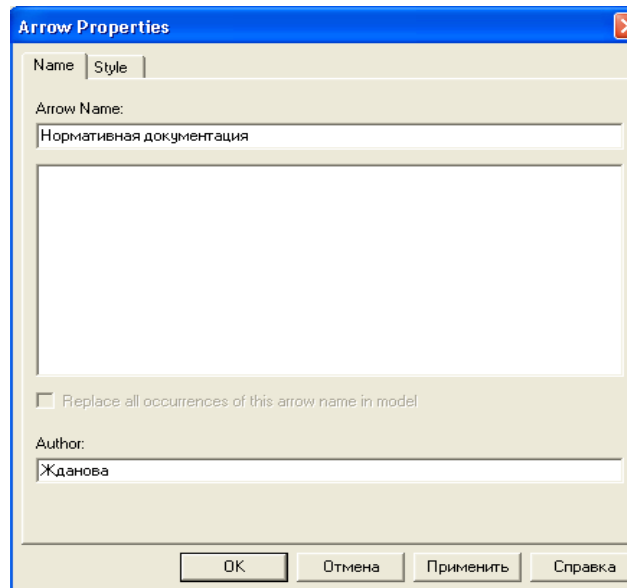 Arrow Properties
Name Style
Arrow Name:
Нормативная документация
Replace all occurrences of this arrow name in model
Author:
Жданова
OK Отмена Применить Справка